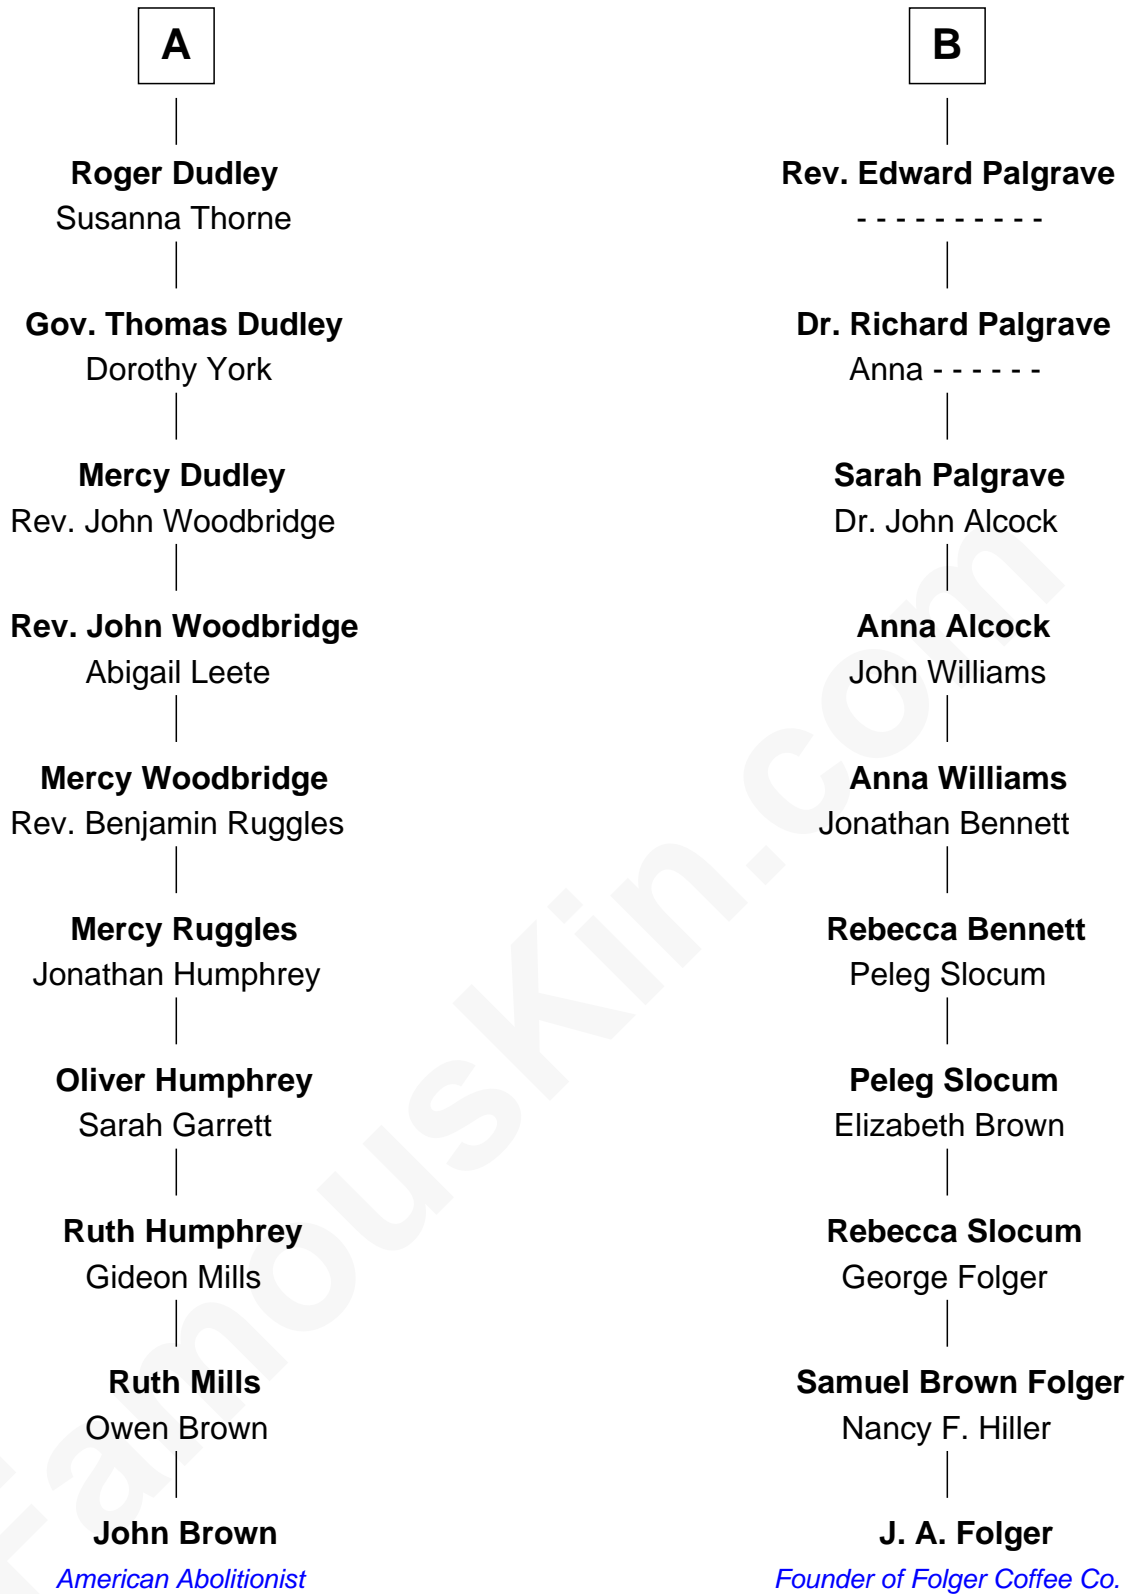 A
Roger Dudley
Susanna Thorne
Gov. Thomas Dudley
Dorothy York
Mercy Dudley
Rev. John Woodbridge
Rev. John Woodbridge
Abigail Leete
Mercy Woodbridge
Rev. Benjamin Ruggles
Mercy Ruggles
Jonathan Humphrey
Oliver Humphrey
Sarah Garrett
Ruth Humphrey
Gideon Mills
Ruth Mills
Owen Brown
John Brown
American Abolitionist
B
Rev. Edward Palgrave
- - - - - - - - - -
Dr. Richard Palgrave
Anna - - - - - -
Sarah Palgrave
Dr. John Alcock
Anna Alcock
John Williams
Anna Williams
Jonathan Bennett
Rebecca Bennett
Peleg Slocum
Peleg Slocum
Elizabeth Brown
Rebecca Slocum
George Folger
Samuel Brown Folger
Nancy F. Hiller
J. A. Folger
Founder of Folger Coffee Co.
FamousKin.com